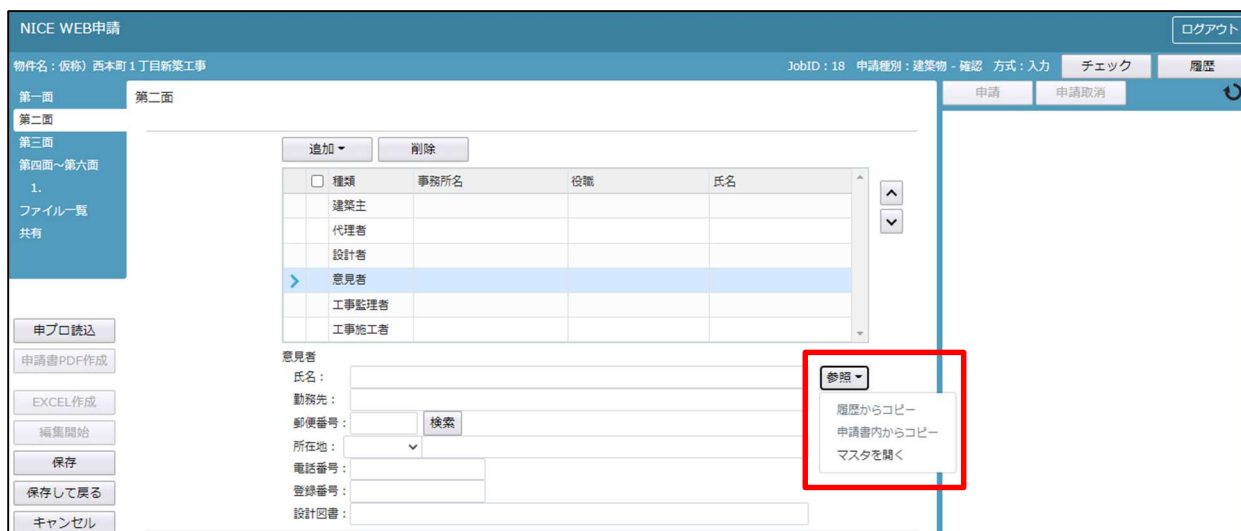 NICE WEB申請
ログアウト
物件名：仮称）西本町１丁目新築工事
JobID：18 申請種別：建築物 - 確認 方式：入力
チェック
履歴
第一面
第二面
第三面
第四面～第六面
1.
ファイル一覧
共有
申プロ読込
申請書PDF作成
EXCEL作成
編集開始
保存
保存して戻る
キャンセル
第二面
追加
削除
種類 事務所名 役職 氏名
建築主
代理者
設計者
意見者
工事監理者
工事施工者
意見者
氏名：
勤務先：
郵便番号： 検索
所在地：
電話番号：
登録番号：
設計図書：
参照
履歴からコピー
申請書内からコピー
マスタを開く
申請
申請取消